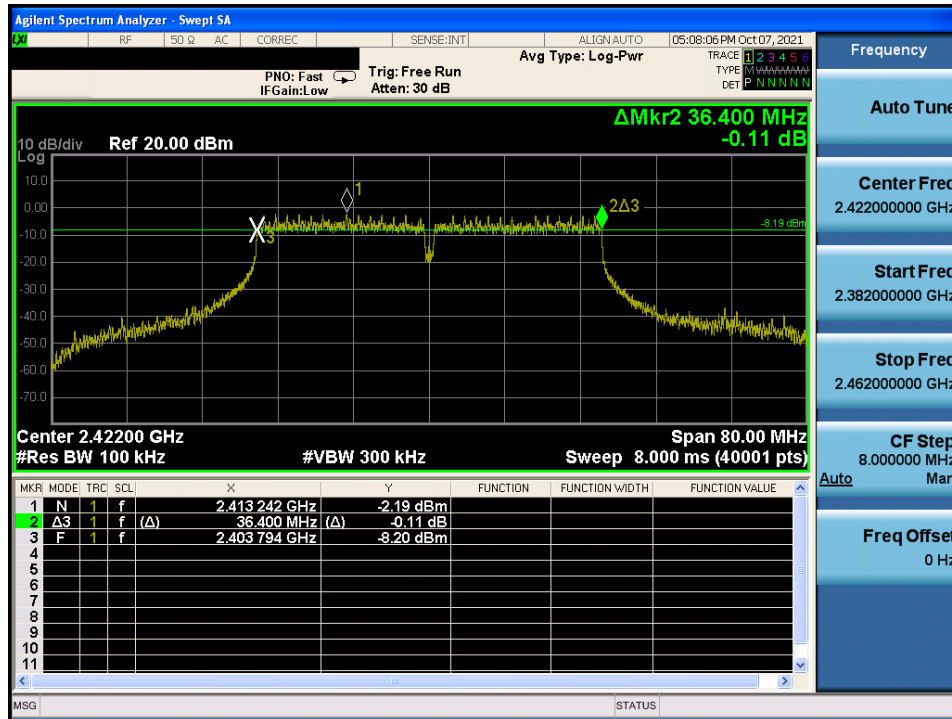 Agilent Spectrum Analyzer - Swept SA
LXI RF 50 Ω AC CORREC SENSE:INT ALIGN AUTO 05:08:06 PM Oct 07, 2021
Avg Type: Log-Pwr TRACE 1 2 3 4 5 6
PNO: Fast Trig: Free Run TYPE M
IFGain:Low Atten: 30 dB DET P N N N N N
ΔMkr2 36.400 MHz
-0.11 dB
10 dB/div Ref 20.00 dBm
Log
10.0
0.00
-10.0
-20.0
-30.0
-40.0
-50.0
-60.0
-70.0
1
2Δ3
3
-8.19 dBm
Center 2.42200 GHz Span 80.00 MHz
#Res BW 100 kHz #VBW 300 kHz Sweep 8.000 ms (40001 pts)
MKR MODE TRC SCL X Y FUNCTION FUNCTION WIDTH FUNCTION VALUE
1 N 1 f 2.413 242 GHz -2.19 dBm
2 Δ3 1 f (Δ) 36.400 MHz (Δ) -0.11 dB
3 F 1 f 2.403 794 GHz -8.20 dBm
4
5
6
7
8
9
10
11
MSG STATUS
Frequency
Auto Tune
Center Freq
2.422000000 GHz
Start Freq
2.382000000 GHz
Stop Freq
2.462000000 GHz
CF Step
8.000000 MHz
Auto Man
Freq Offset
0 Hz